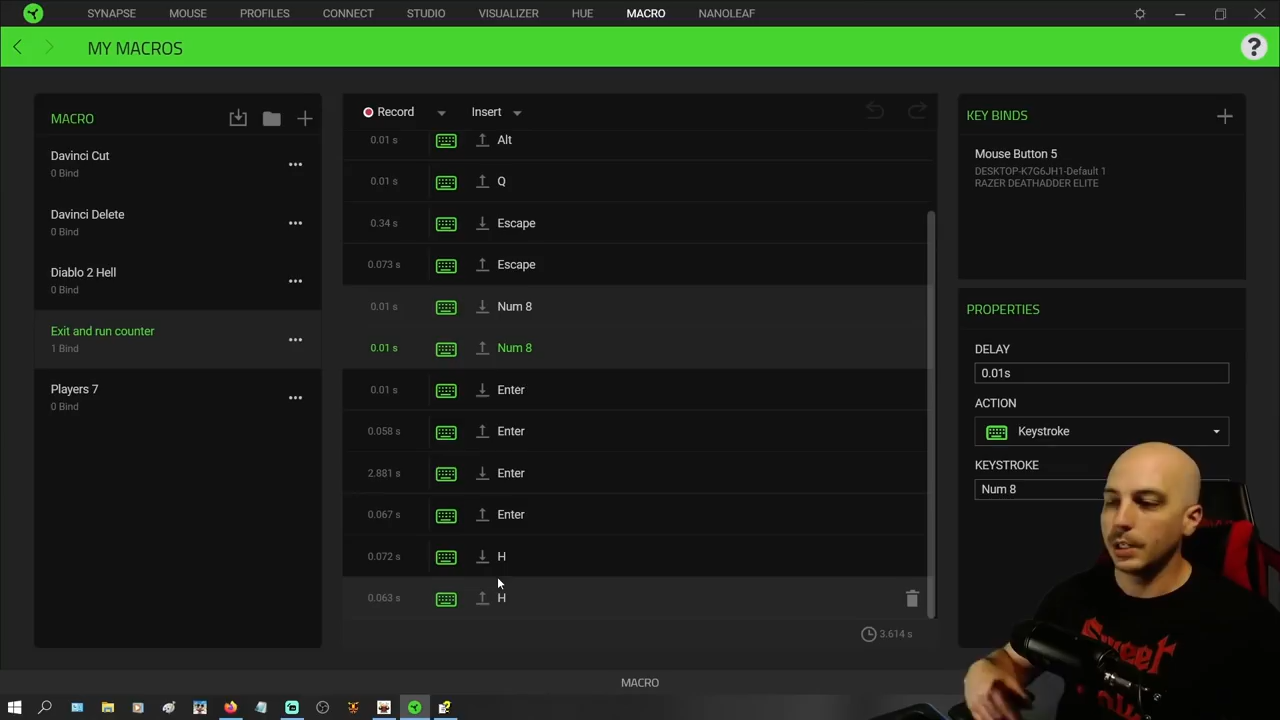 SYNAPSE MOUSE PROFILES CONNECT STUDIO VISUALIZER HUE MACRO NANOLEAF
MY MACROS
?
MACRO
Davinci Cut
0 Bind
Davinci Delete
0 Bind
Diablo 2 Hell
0 Bind
Exit and run counter
1 Bind
Players 7
0 Bind
Record Insert
0.01 s Alt
0.01 s Q
0.34 s Escape
0.073 s Escape
0.01 s Num 8
0.01 s Num 8
0.01 s Enter
0.058 s Enter
2.881 s Enter
0.067 s Enter
0.072 s H
0.063 s H
3.614 s
KEY BINDS
Mouse Button 5
DESKTOP-K7G6JH1-Default 1
RAZER DEATHADDER ELITE
PROPERTIES
DELAY
0.01s
ACTION
Keystroke
KEYSTROKE
Num 8
Sweet
MACRO